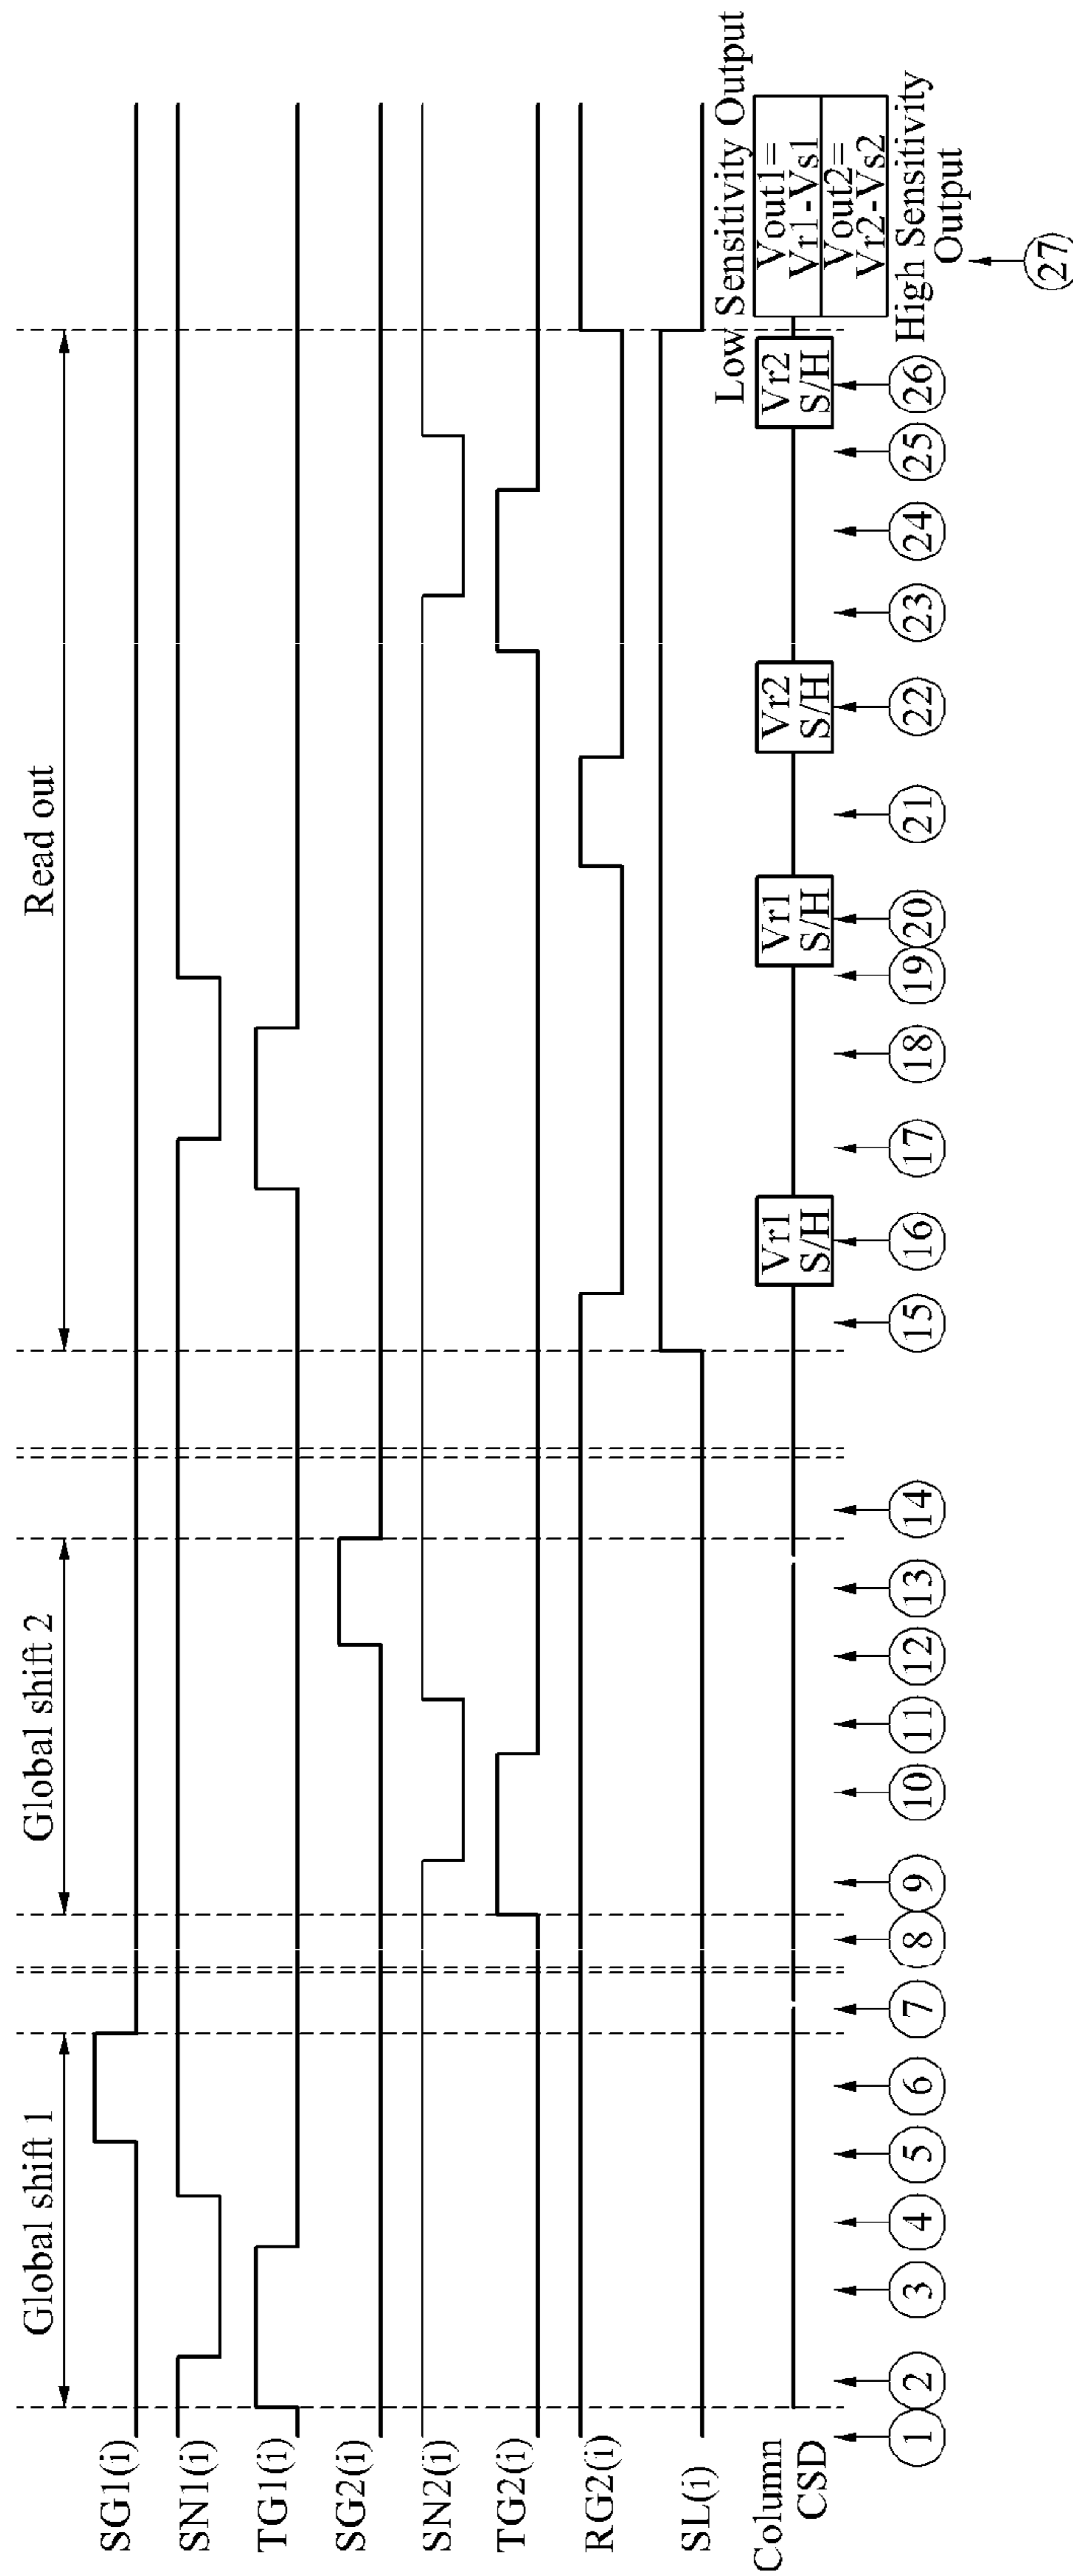 Global shift 1
Global shift 2
Read out
SG1(i)
SN1(i)
TG1(i)
SG2(i)
SN2(i)
TG2(i)
RG2(i)
SL(i)
Column
CSD
Vr1
S/H
Vr1
S/H
Vr2
S/H
Vr2
S/H
Low Sensitivity Output
Vout1=
Vr1-Vs1
Vout2=
Vr2-Vs2
High Sensitivity
Output
1 2 3 4 5 6 7 8 9 10 11 12 13 14 15 16 17 18 19 20 21 22 23 24 25 26
27